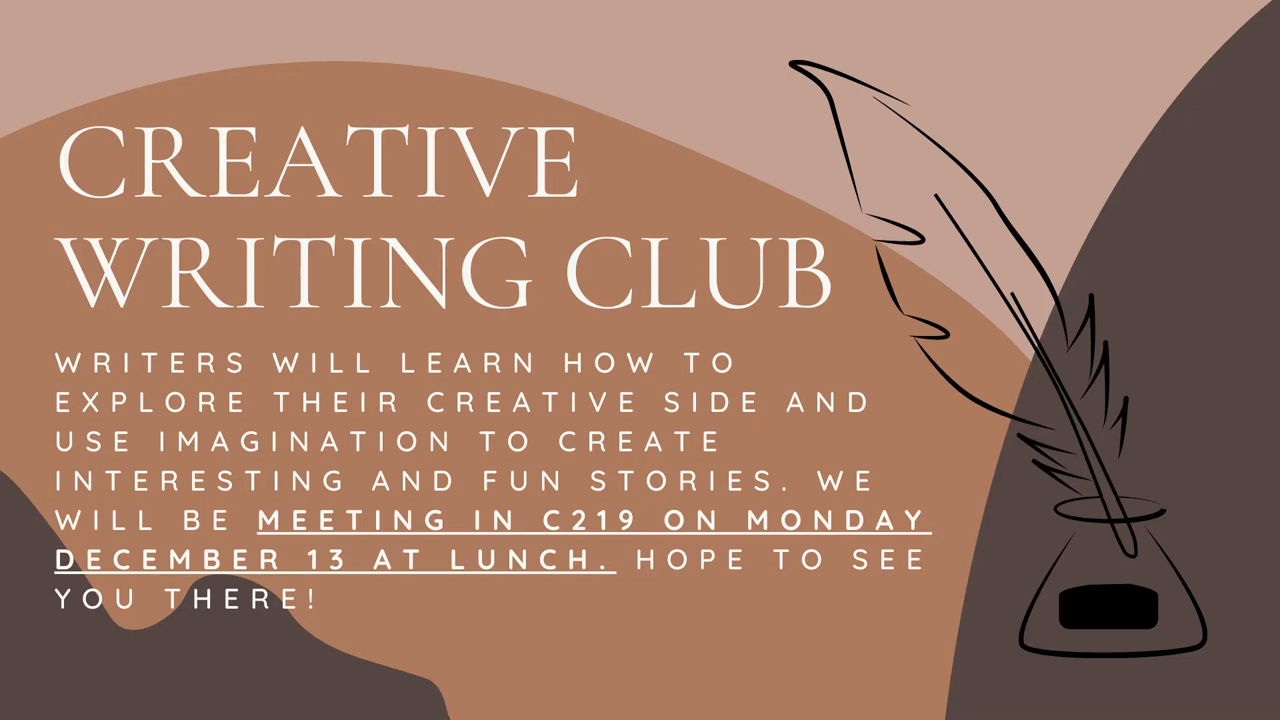 CREATIVE
WRITING CLUB
WRITERS WILL LEARN HOW TO
EXPLORE THEIR CREATIVE SIDE AND
USE IMAGINATION TO CREATE
INTERESTING AND FUN STORIES. WE
WILL BE MEETING IN C219 ON MONDAY
DECEMBER 13 AT LUNCH. HOPE TO SEE
YOU THERE!